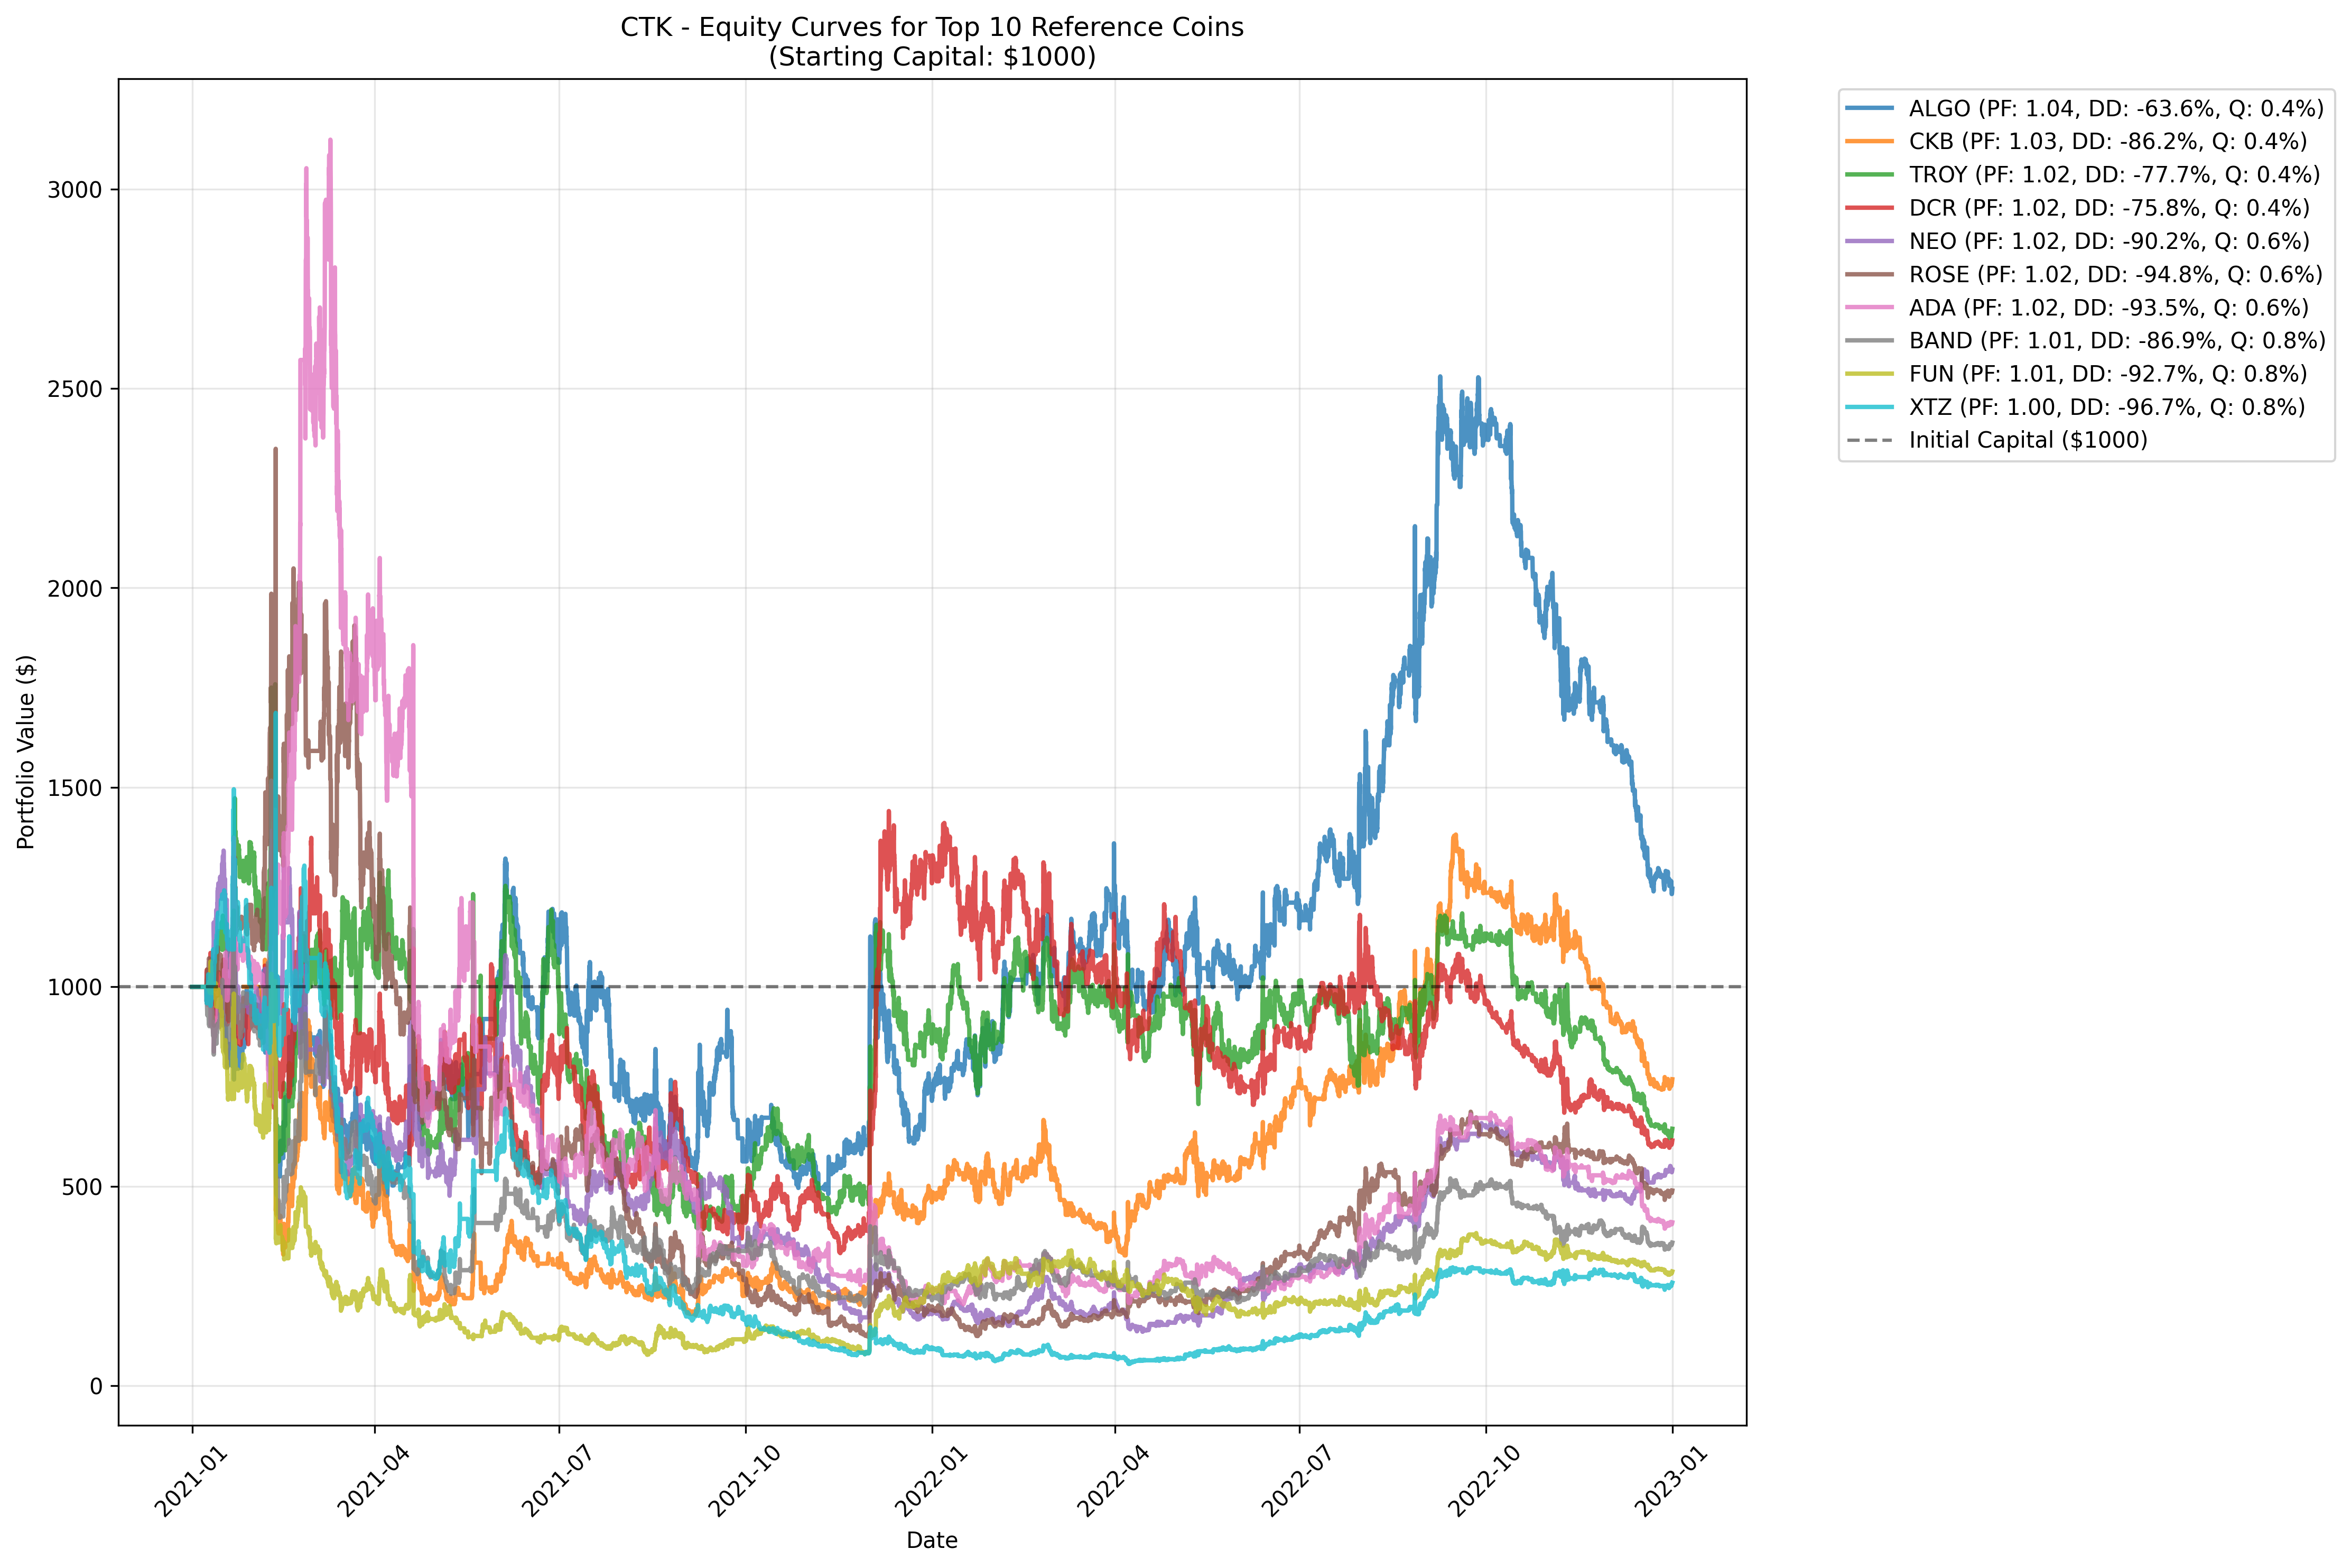 CTK - Equity Curves for Top 10 Reference Coins
(Starting Capital: $1000)
ALGO (PF: 1.04, DD: -63.6%, Q: 0.4%)
CKB (PF: 1.03, DD: -86.2%, Q: 0.4%)
TROY (PF: 1.02, DD: -77.7%, Q: 0.4%)
DCR (PF: 1.02, DD: -75.8%, Q: 0.4%)
NEO (PF: 1.02, DD: -90.2%, Q: 0.6%)
ROSE (PF: 1.02, DD: -94.8%, Q: 0.6%)
ADA (PF: 1.02, DD: -93.5%, Q: 0.6%)
BAND (PF: 1.01, DD: -86.9%, Q: 0.8%)
FUN (PF: 1.01, DD: -92.7%, Q: 0.8%)
XTZ (PF: 1.00, DD: -96.7%, Q: 0.8%)
Initial Capital ($1000)
Portfolio Value ($)
3000
2500
2000
1500
1000
500
0
2021-01
2021-04
2021-07
2021-10
2022-01
2022-04
2022-07
2022-10
2023-01
Date